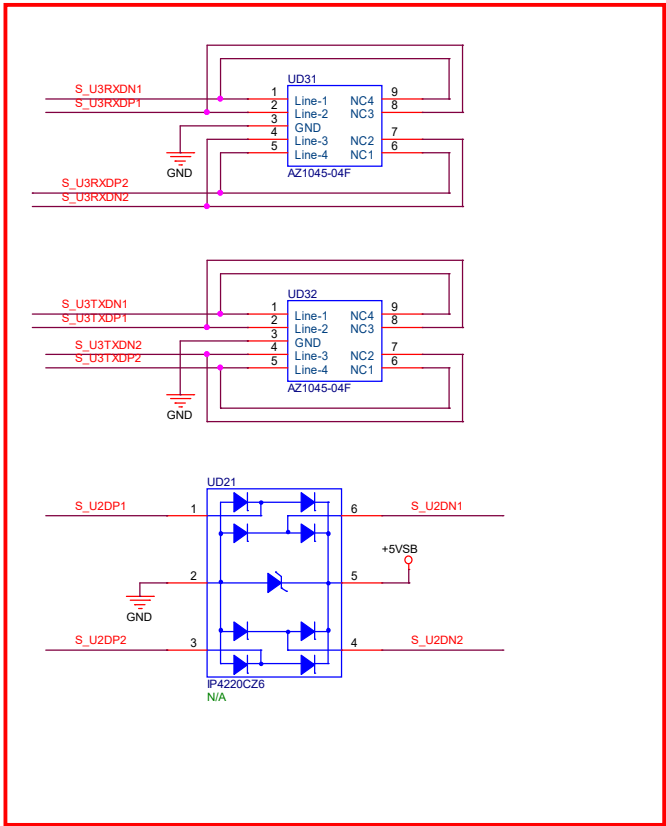 UD31
S_U3RXDN1 1 Line-1 NC4 9
S_U3RXDP1 2 Line-2 NC3 8
3 GND
4 Line-3 NC2 7
5 Line-4 NC1 6
GND
AZ1045-04F
S_U3RXDP2
S_U3RXDN2
UD32
S_U3TXDN1 1 Line-1 NC4 9
S_U3TXDP1 2 Line-2 NC3 8
3 GND
S_U3TXDN2 4 Line-3 NC2 7
S_U3TXDP2 5 Line-4 NC1 6
AZ1045-04F
GND
UD21
S_U2DP1 1 6 S_U2DN1
+5VSB
2 5
GND
S_U2DP2 3 4 S_U2DN2
IP4220CZ6
N/A